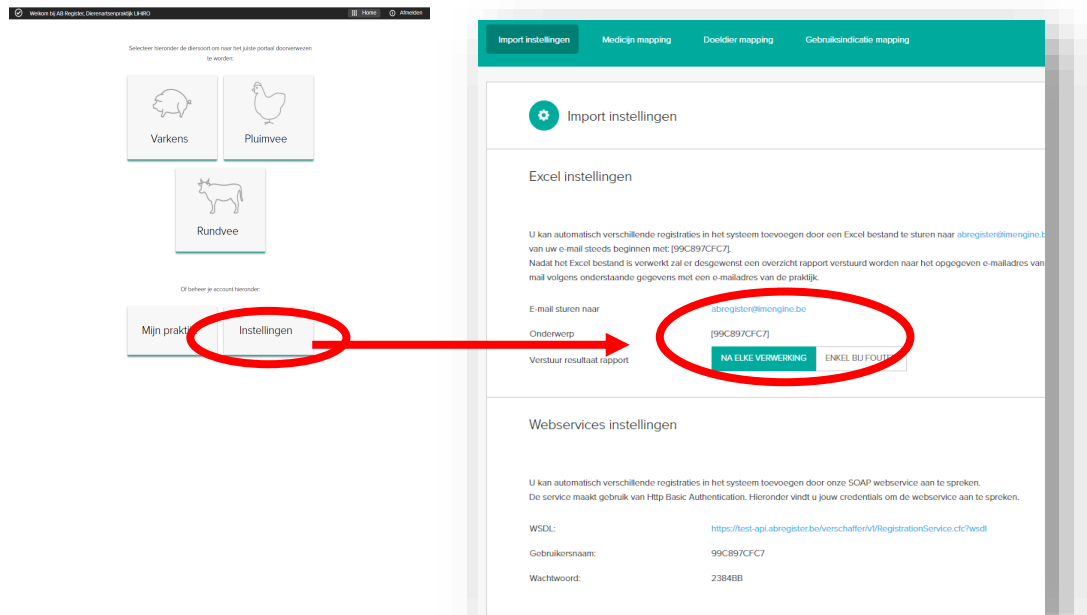 Welkom bij AB Register, Dierenartsenpraktijk LIHIRO
Home
Afmelden
Selecteer hieronder de diersoort om naar het juiste portaal doorverwezen
te worden:
Varkens
Pluimvee
Rundvee
Of beheer je account hieronder:
Mijn praktijk
Instellingen
Import instellingen
Medicijn mapping
Doeldier mapping
Gebruiksindicatie mapping
Import instellingen
Excel instellingen
U kan automatisch verschillende registraties in het systeem toevoegen door een Excel bestand te sturen naar abregister@imengine.b
van uw e-mail steeds beginnen met: [99C897CFC7].
Nadat het Excel bestand is verwerkt zal er desgewenst een overzicht rapport verstuurd worden naar het opgegeven e-mailadres van
mail volgens onderstaande gegevens met een e-mailadres van de praktijk.
E-mail sturen naar
abregister@imengine.be
Onderwerp
[99C897CFC7]
Verstuur resultaat rapport
NA ELKE VERWERKING
ENKEL BIJ FOUTEN
Webservices instellingen
U kan automatisch verschillende registraties in het systeem toevoegen door onze SOAP webservice aan te spreken.
De service maakt gebruik van Http Basic Authentication. Hieronder vindt u jouw credentials om de webservice aan te spreken.
WSDL:
https://test-api.abregister.be/verschaffer/v1/RegistrationService.cfc?wsdl
Gebruikersnaam:
99C897CFC7
Wachtwoord:
2384BB